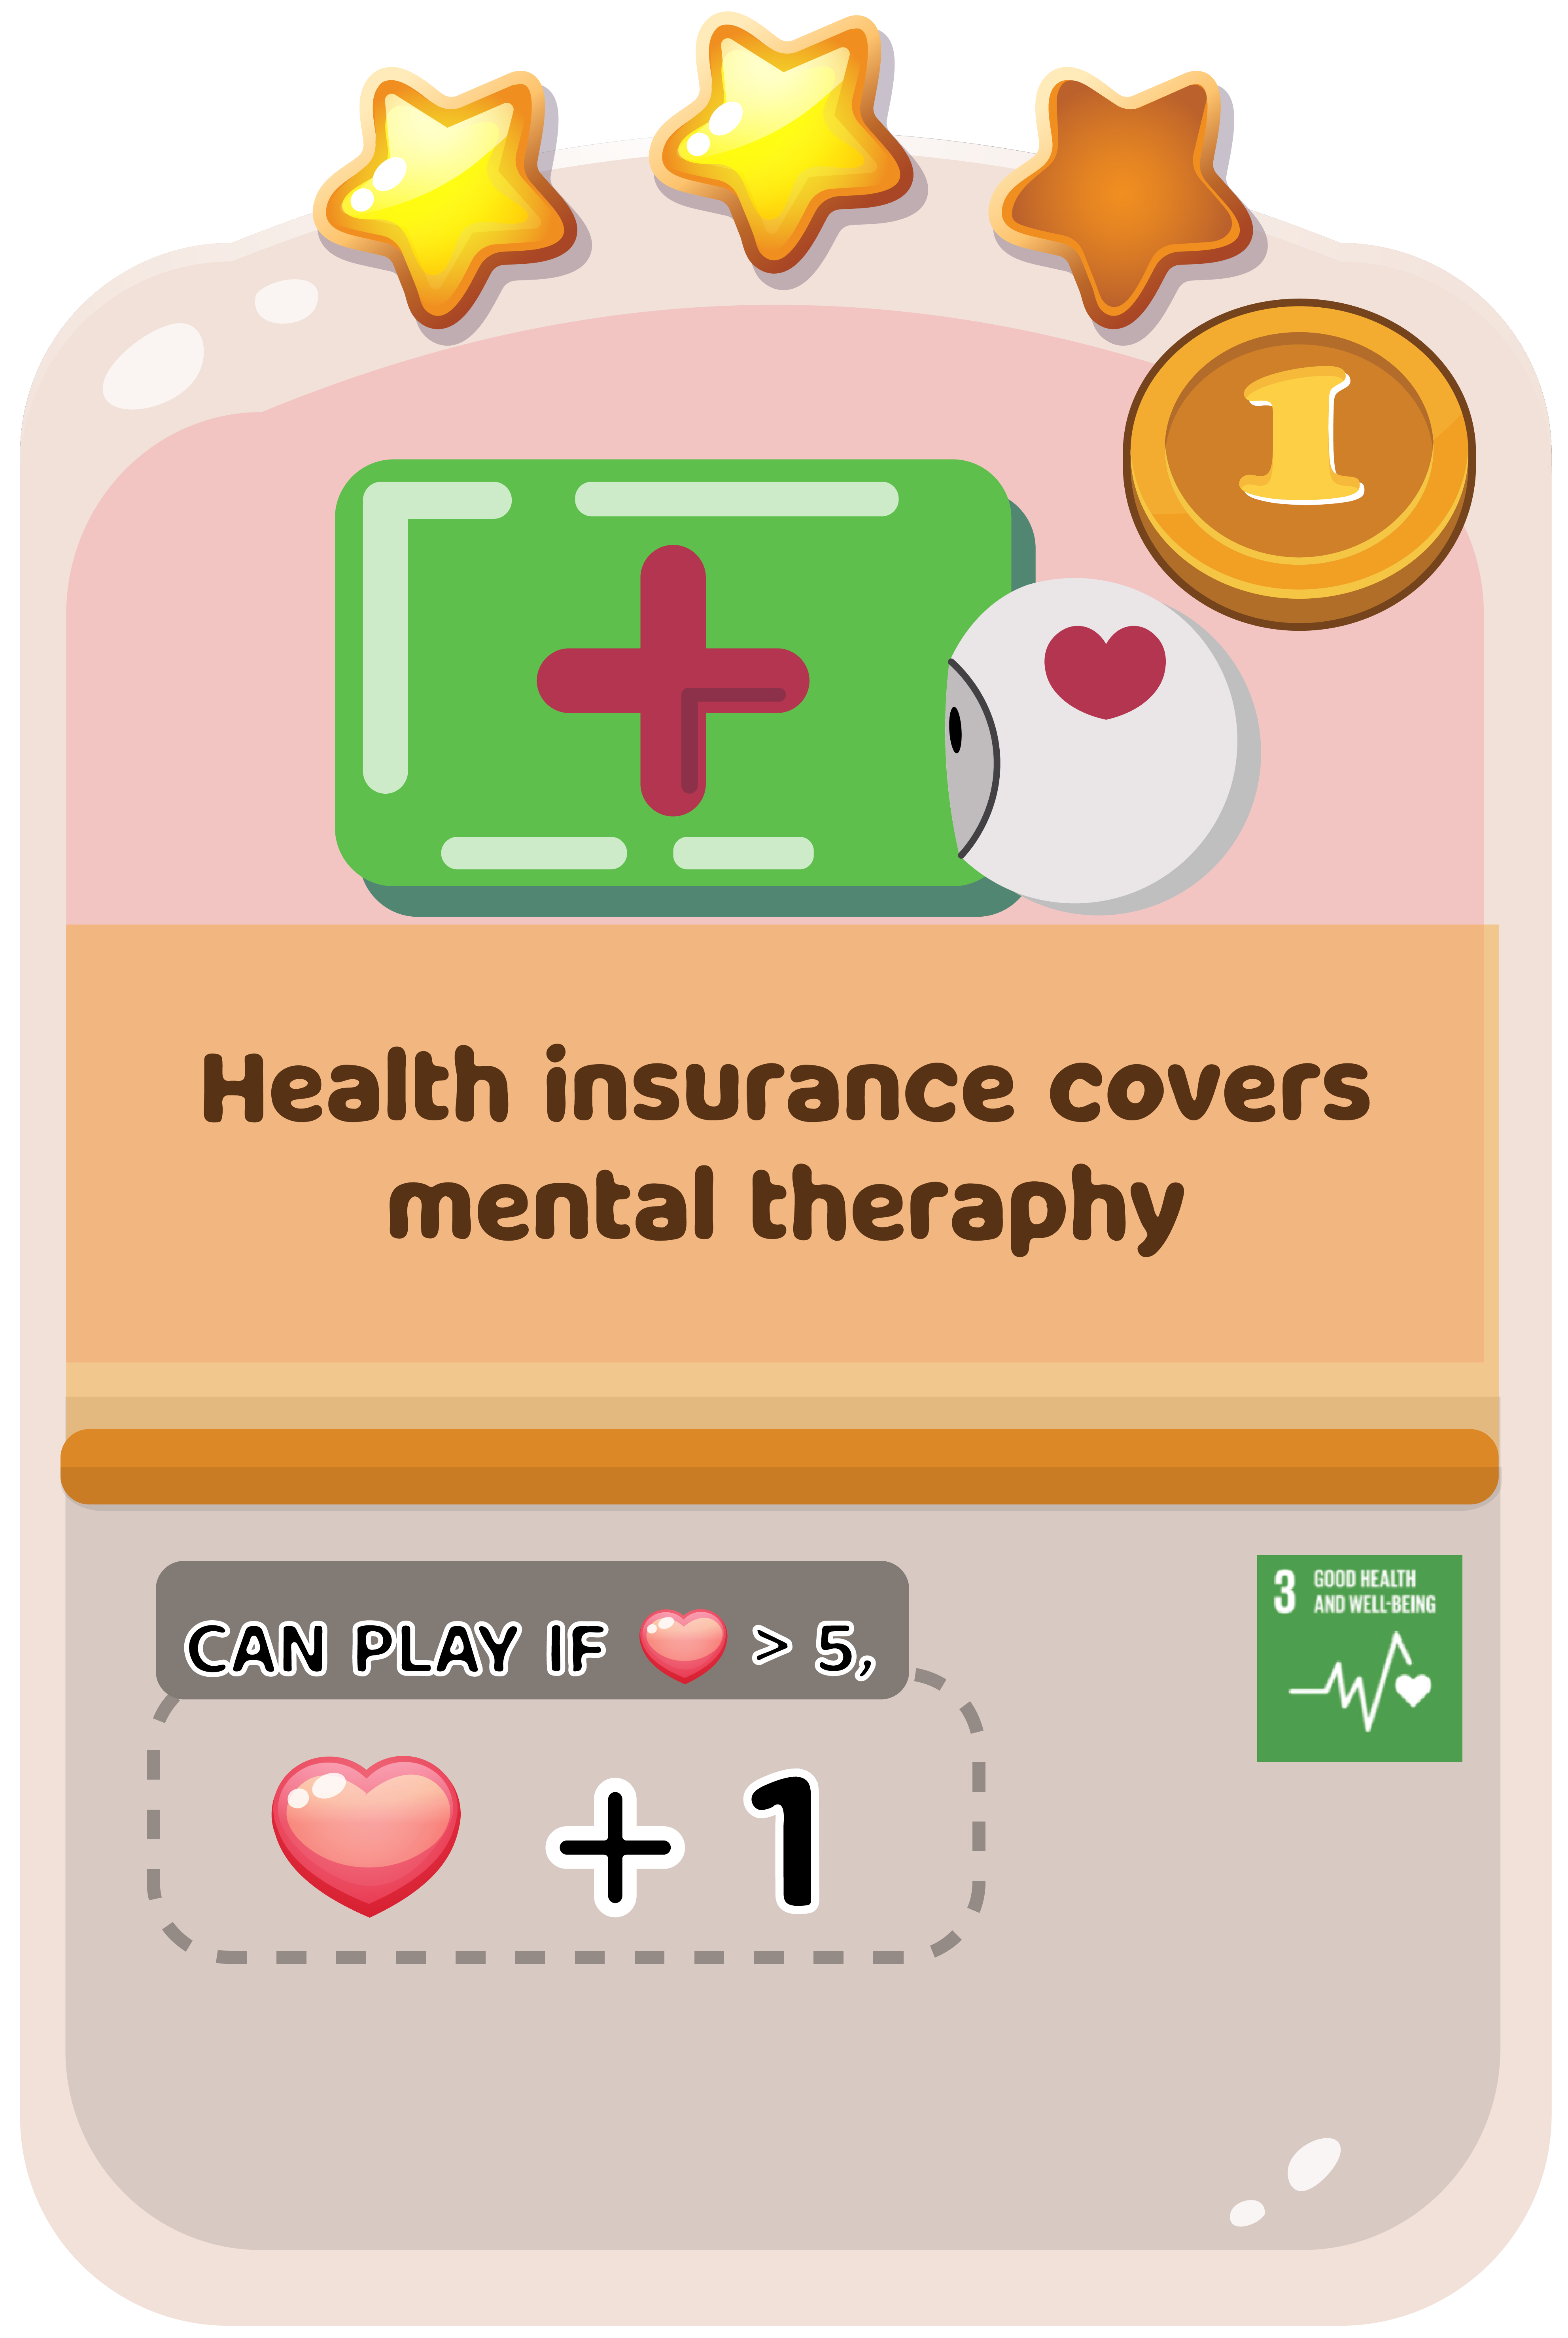 1
Health insurance covers
mental theraphy
CAN PLAY IF ❤ > 5,
❤ + 1
3 GOOD HEALTH
AND WELL-BEING